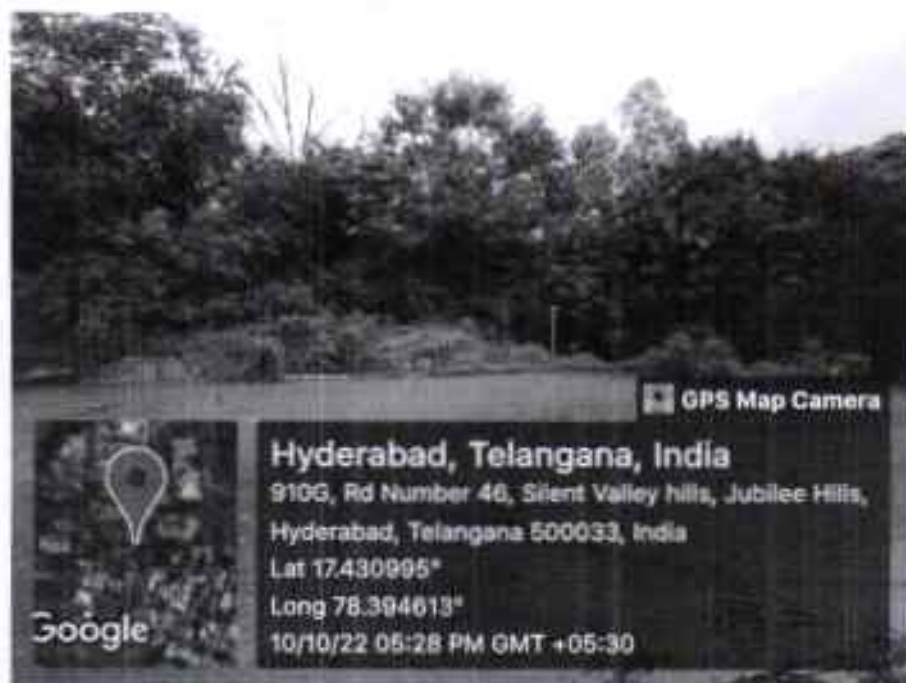 GPS Map Camera
Hyderabad, Telangana, India
910G, Rd Number 46, Silent Valley hills, Jubilee Hills,
Hyderabad, Telangana 500033, India
Lat 17.430995°
Long 78.394613°
10/10/22 05:28 PM GMT +05:30
Google